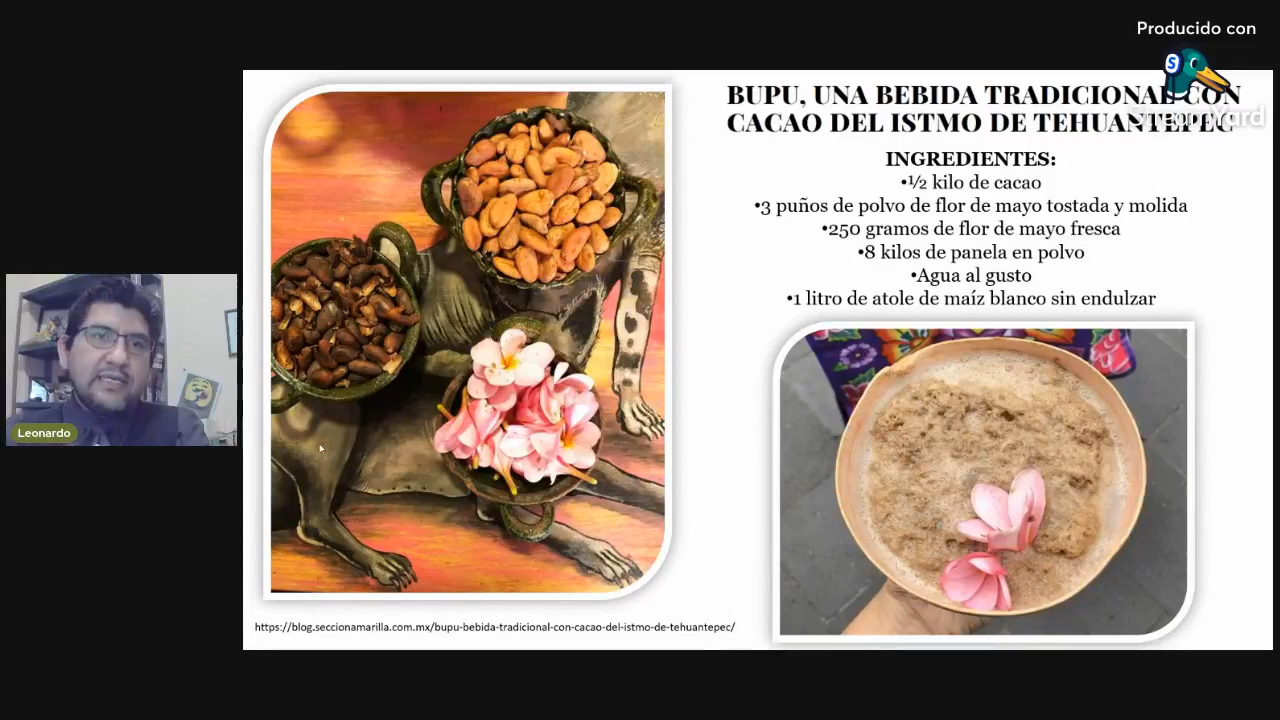 Producido con
StreamYard
BUPU, UNA BEBIDA TRADICIONAL CON
CACAO DEL ISTMO DE TEHUANTEPEC
INGREDIENTES:
•½ kilo de cacao
•3 puños de polvo de flor de mayo tostada y molida
•250 gramos de flor de mayo fresca
•8 kilos de panela en polvo
•Agua al gusto
•1 litro de atole de maíz blanco sin endulzar
Leonardo
https://blog.seccionamarilla.com.mx/bupu-bebida-tradicional-con-cacao-del-istmo-de-tehuantepec/